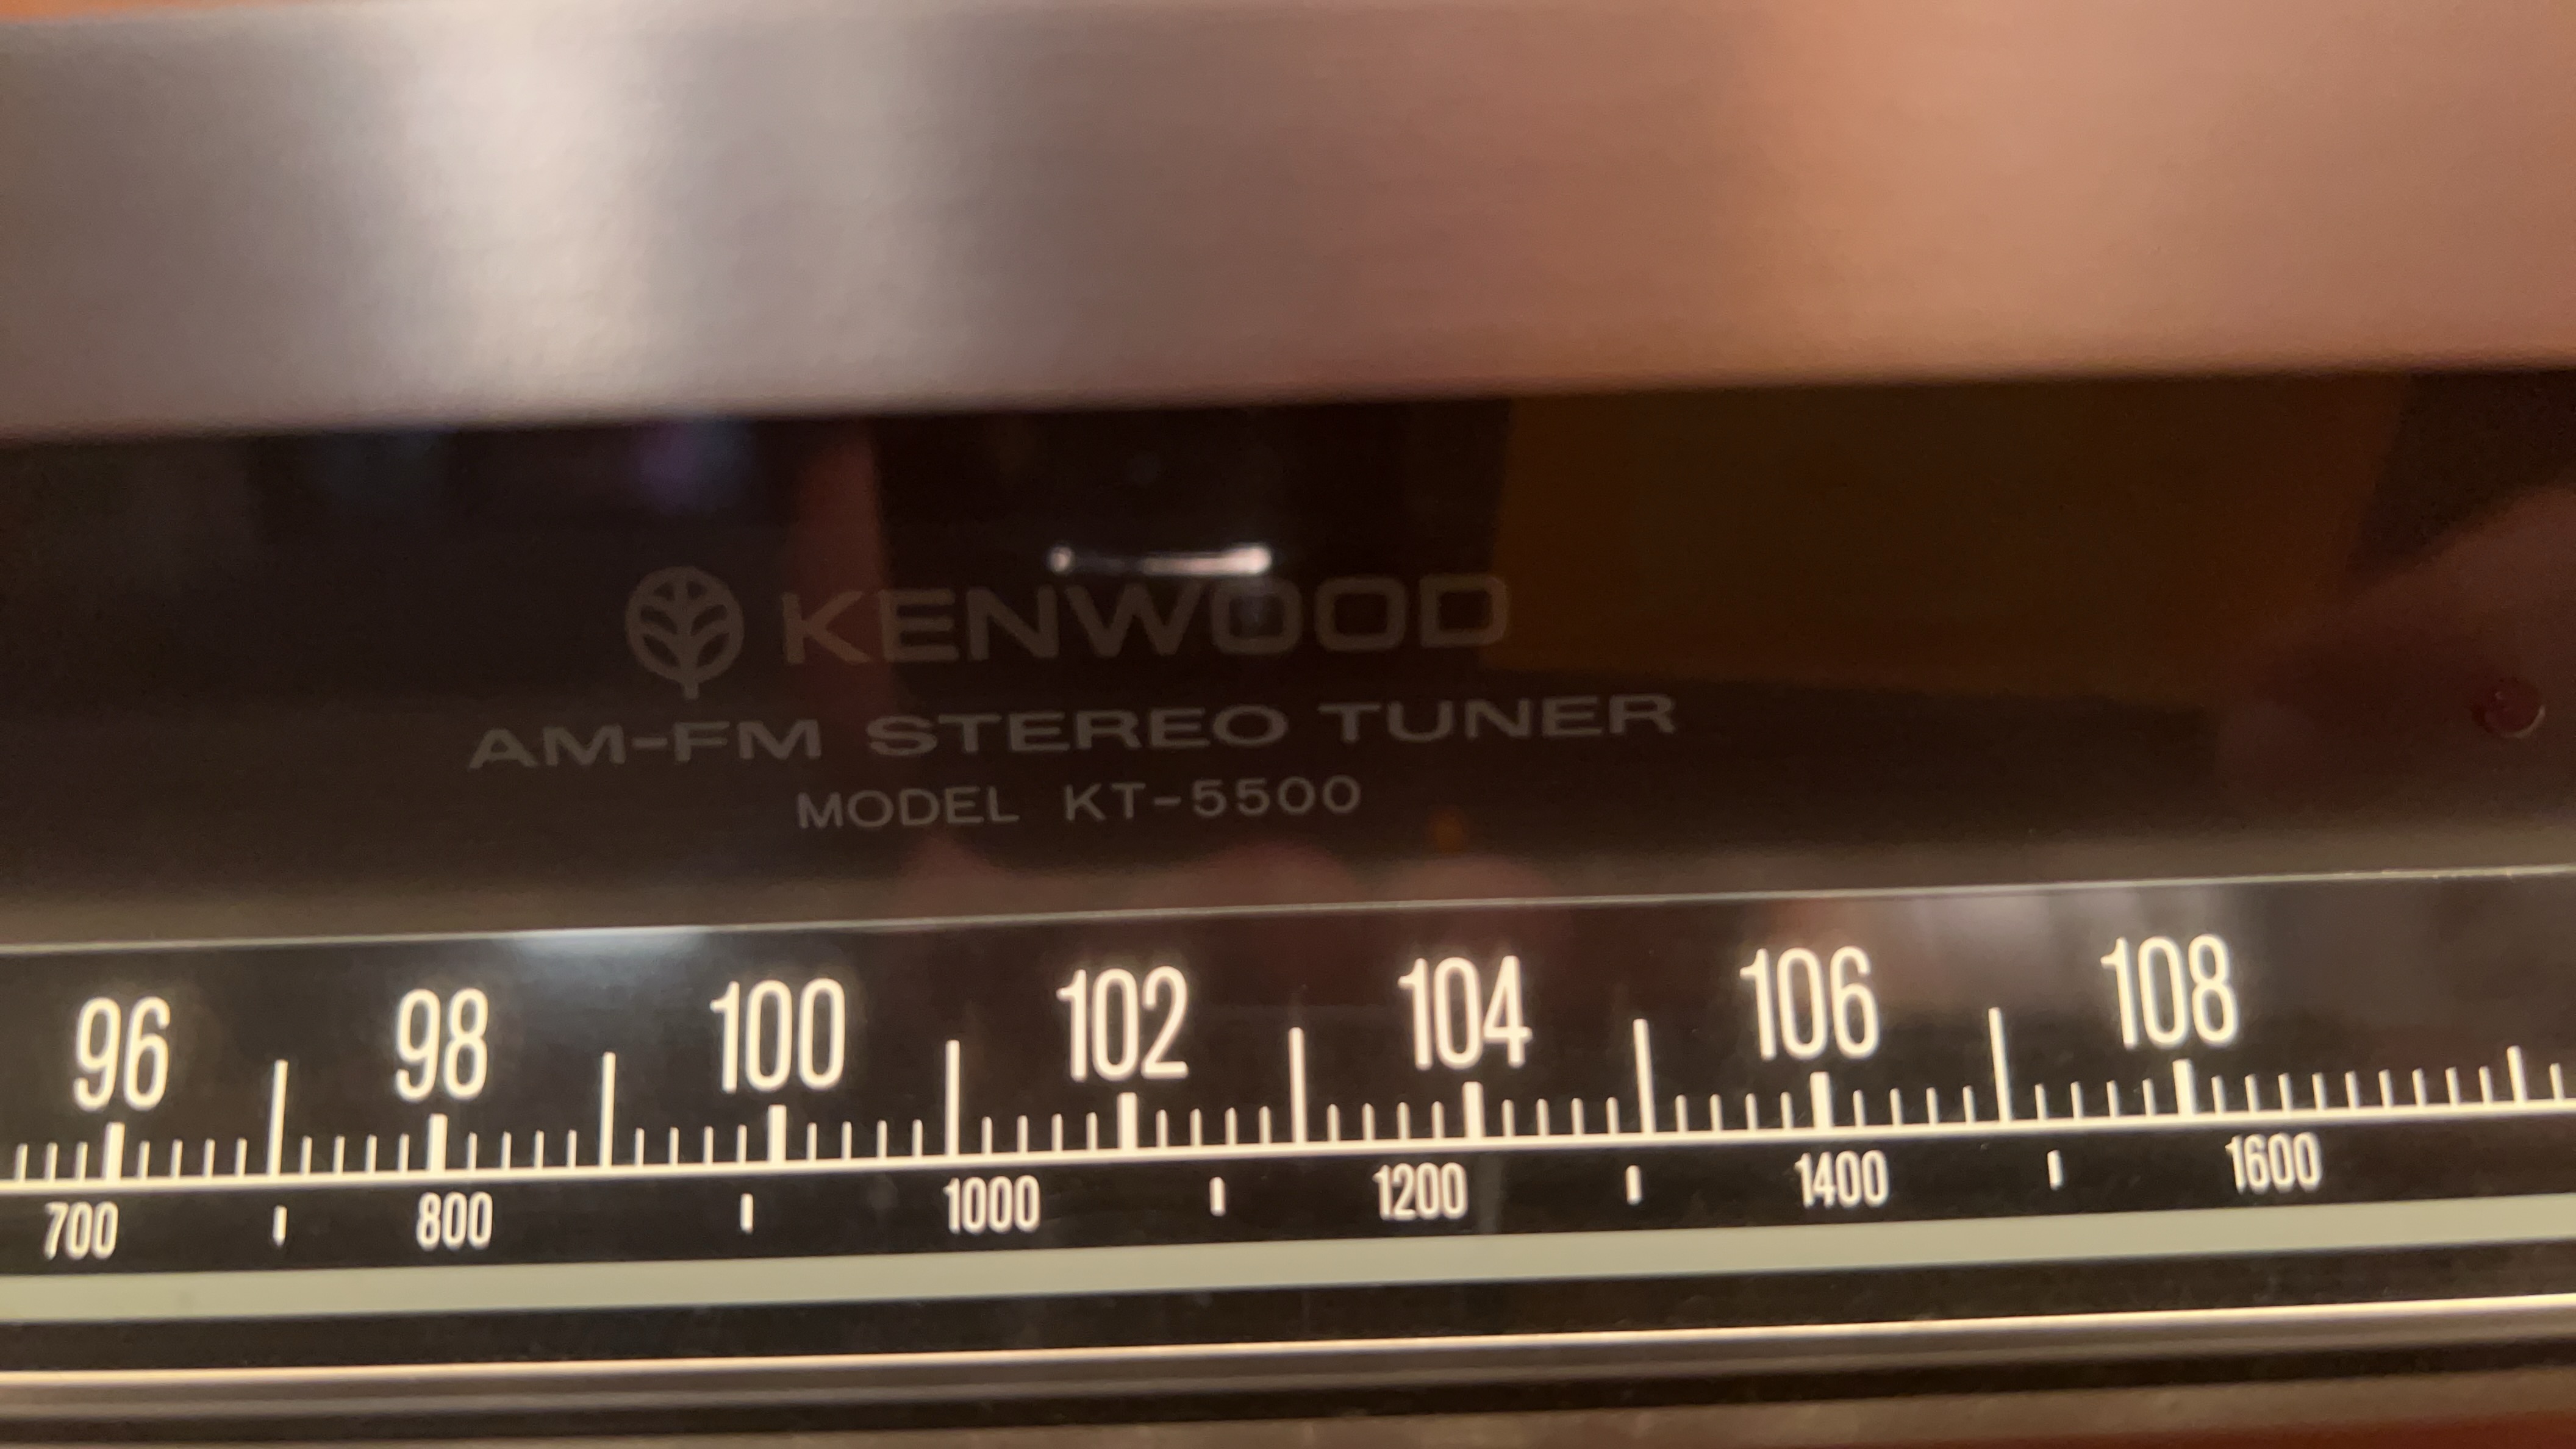 KENWOOD
AM-FM STEREO TUNER
MODEL KT-5500
96 98 100 102 104 106 108
700 800 1000 1200 1400 1600